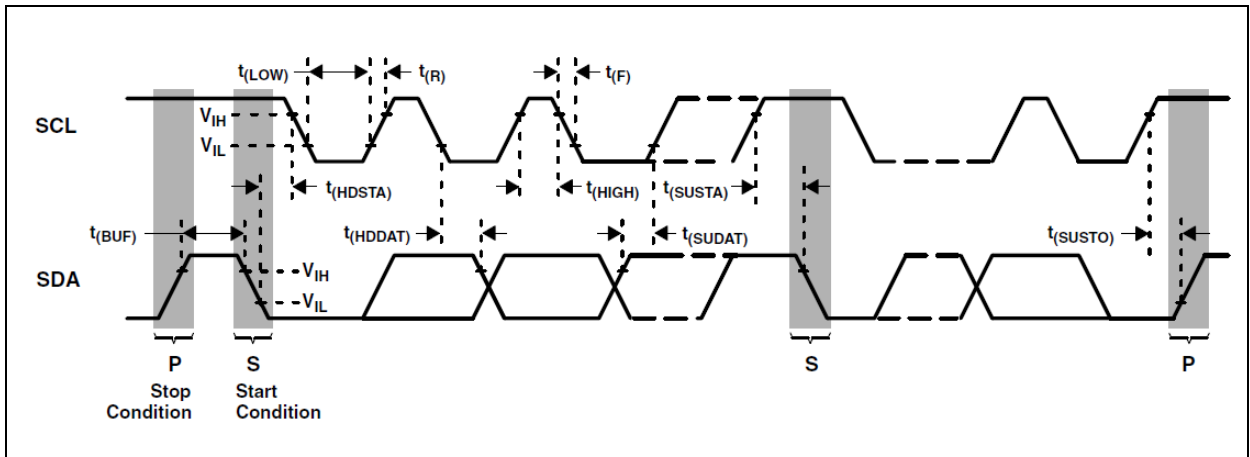 t(LOW)
t(R)
t(F)
SCL
VIH
VIL
t(HDSTA)
t(HIGH)
t(SUSTA)
t(BUF)
t(HDDAT)
t(SUDAT)
t(SUSTO)
SDA
VIH
VIL
P
S
S
P
Stop
Condition
Start
Condition